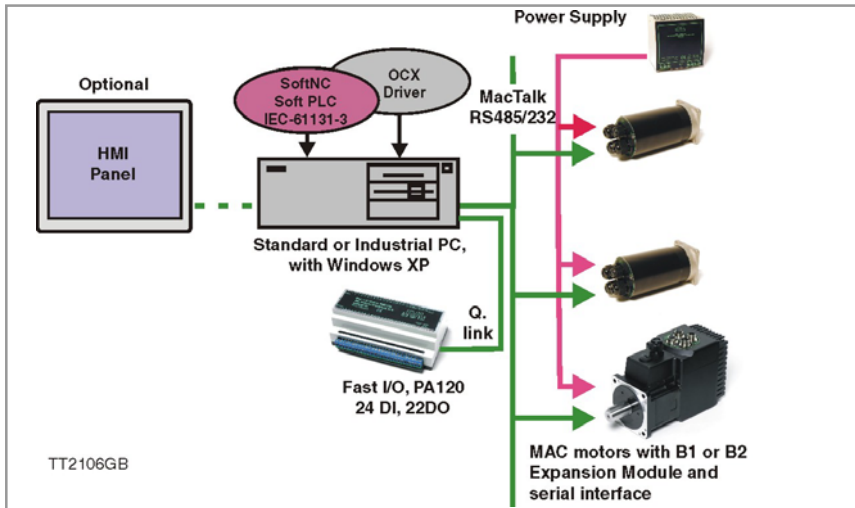 Power Supply
Optional
SoftNC
Soft PLC
IEC-61131-3
OCX
Driver
MacTalk
RS485/232
HMI
Panel
Standard or Industrial PC,
with Windows XP
Q.
link
Fast I/O, PA120
24 DI, 22DO
MAC motors with B1 or B2
Expansion Module and
serial interface
TT2106GB